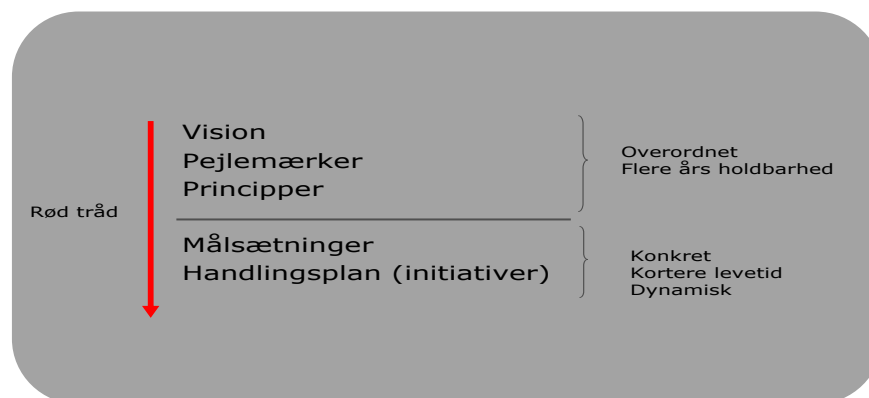 Vision
Pejlemærker
Principper
Overordnet
Flere års holdbarhed
Rød tråd
Målsætninger
Handlingsplan (initiativer)
Konkret
Kortere levetid
Dynamisk